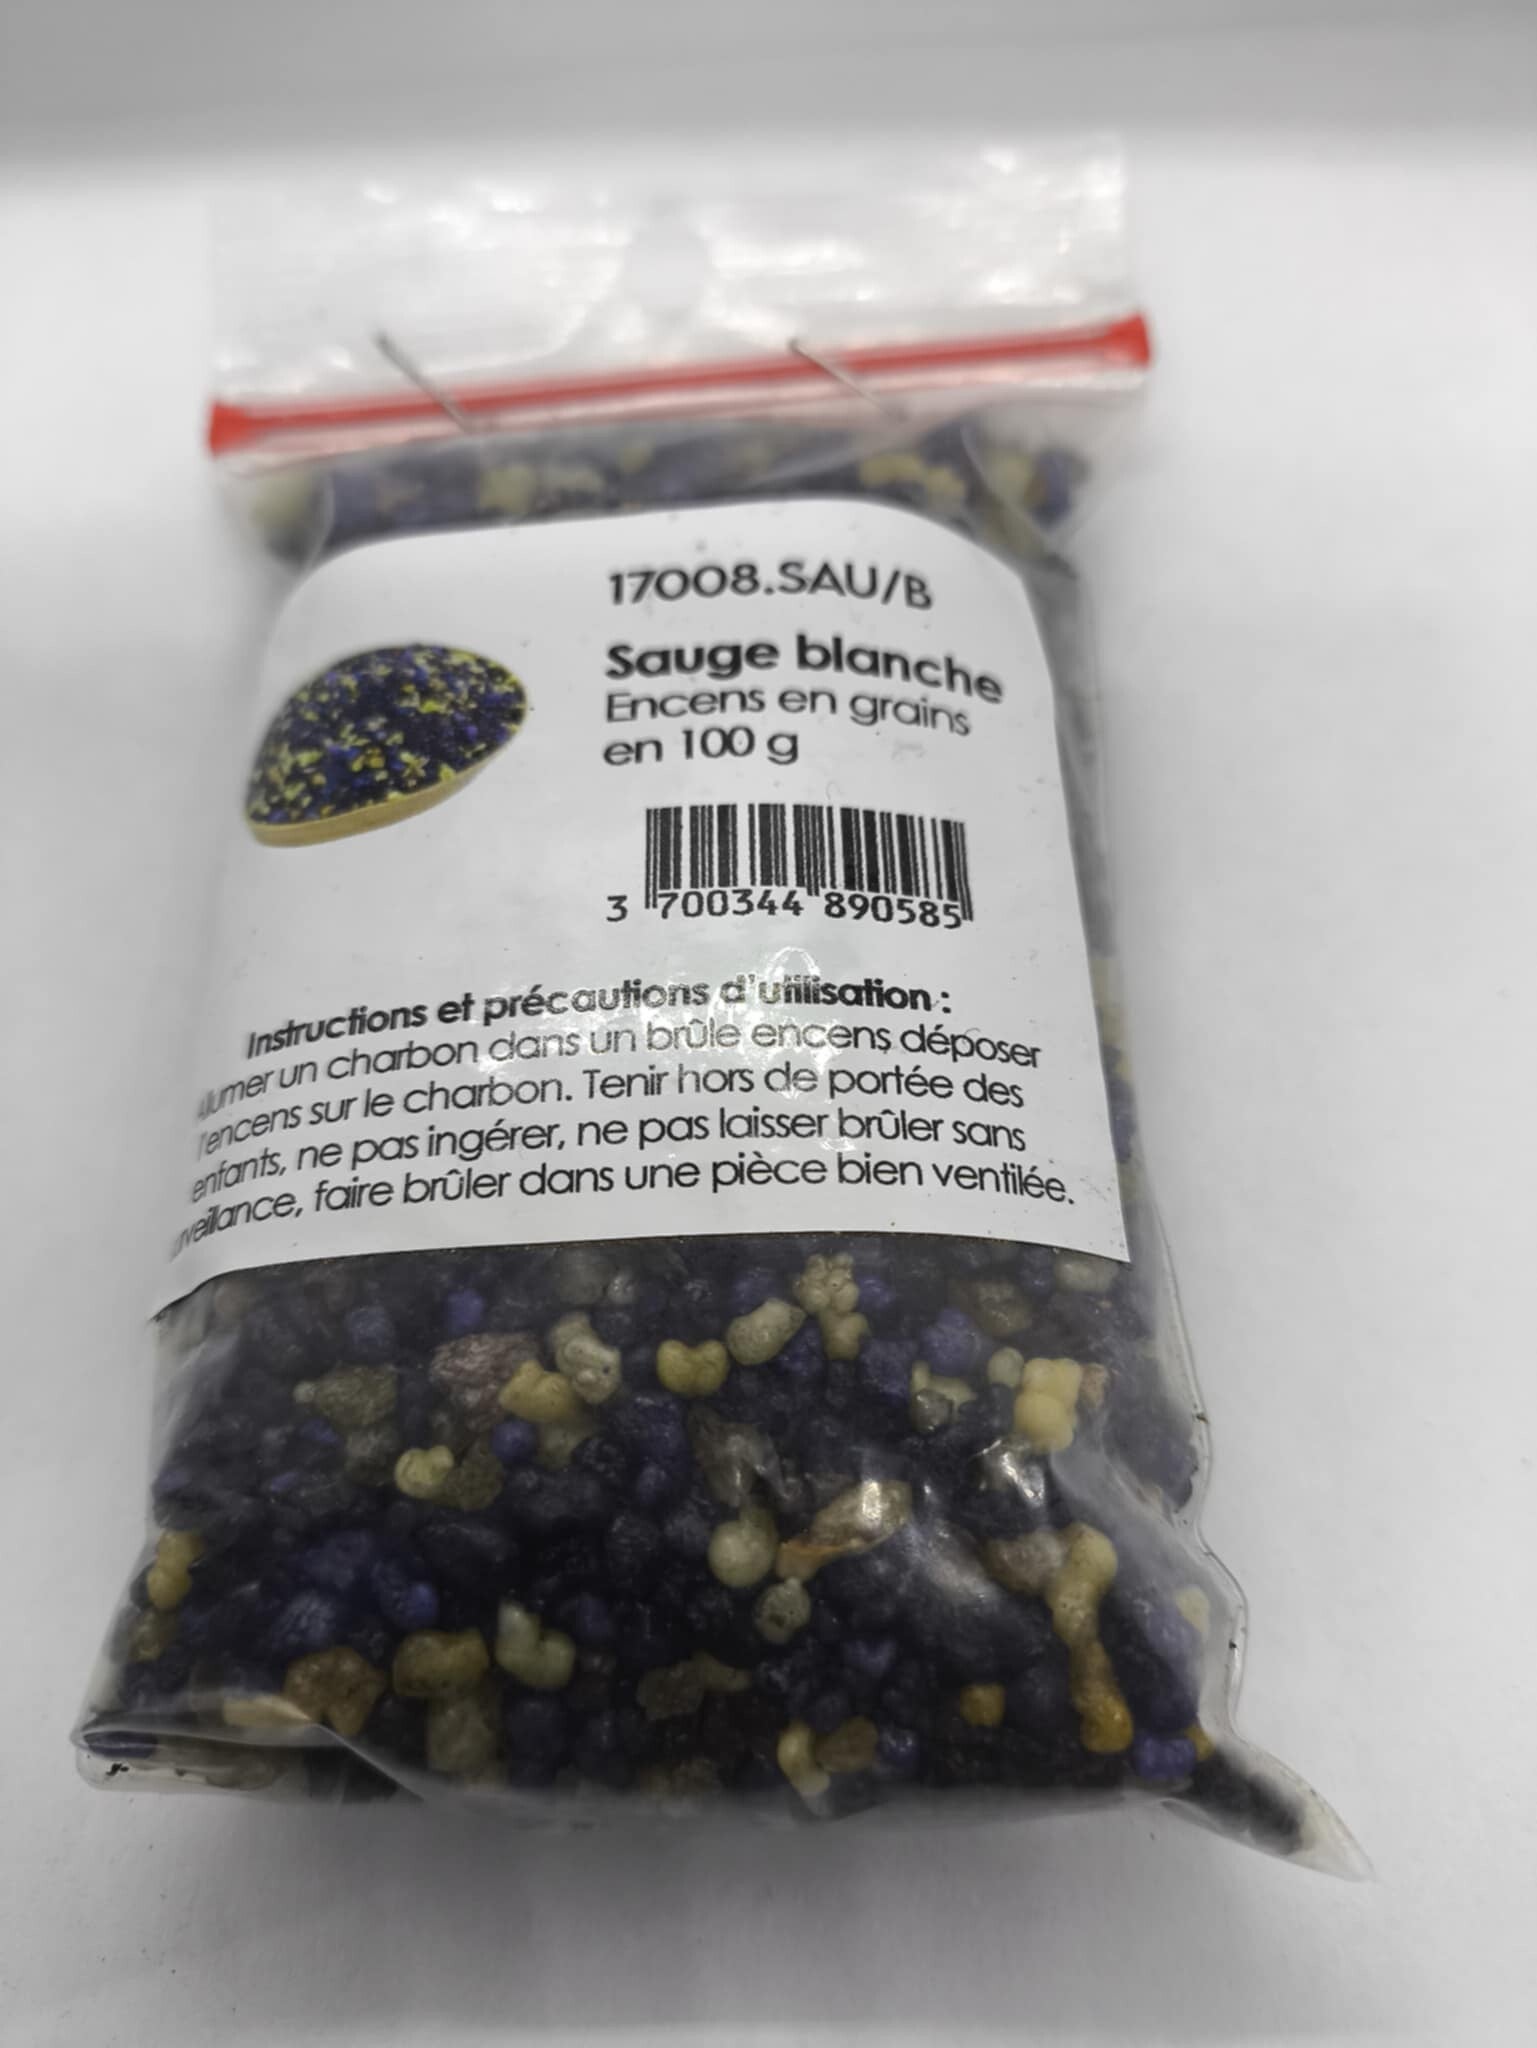 17008.SAU/B
Sauge blanche
Encens en grains
en 100 g
3 700344 890585
Instructions et précautions d'utilisation :
Allumer un charbon dans un brûle encens déposer
l'encens sur le charbon. Tenir hors de portée des
enfants, ne pas ingérer, ne pas laisser brûler sans
surveillance, faire brûler dans une pièce bien ventilée.